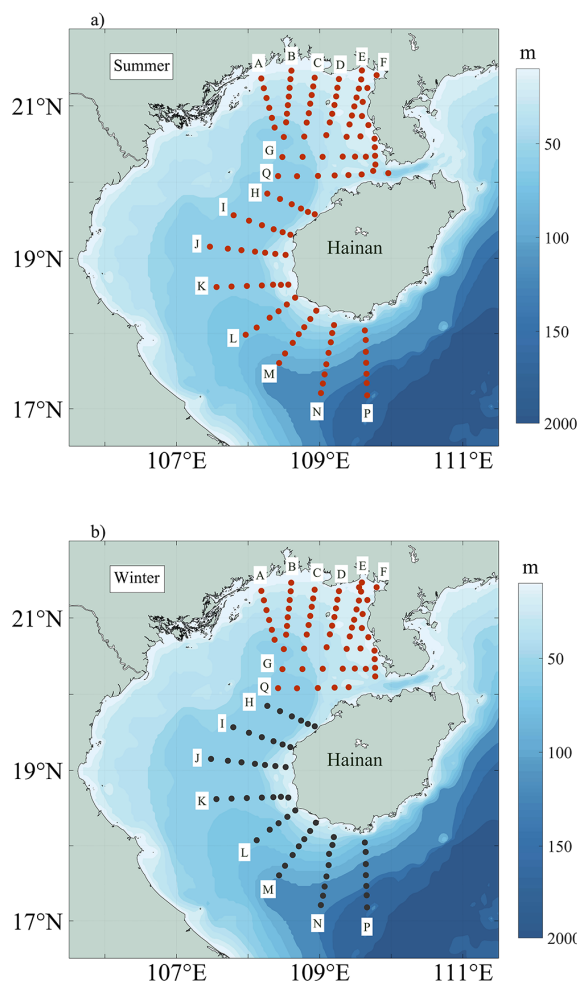 a)
m
Summer
A B C D E F
21°N
50
G
Q
H
I
19°N
J
Hainan
100
K
L
150
M
17°N
N
P
2000
107°E 109°E 111°E
b)
m
Winter
A B C D E F
21°N
50
G
Q
H
I
19°N
J
Hainan
100
K
L
150
M
17°N
N
P
2000
107°E 109°E 111°E